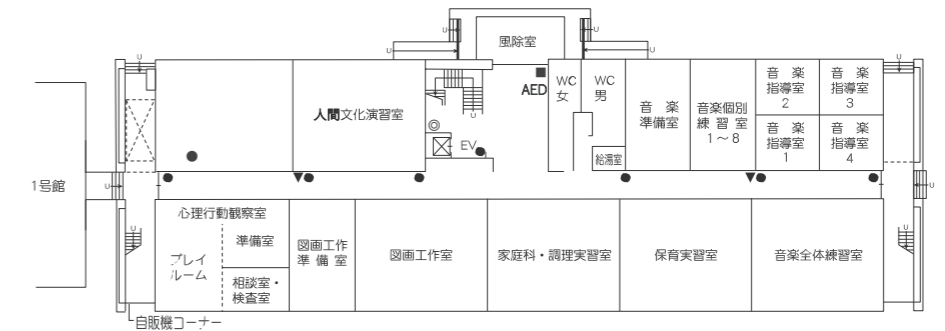 U
U
風除室
U
U
U
U
AED
WC
女
WC
男
音 楽
準備室
音楽個別
練 習 室
1～8
音 楽
指導室
2
音 楽
指導室
3
音 楽
指導室
1
音 楽
指導室
4
人間文化演習室
U
EV
給湯室
1号館
U
U
心理行動観察室
準備室
プレイ
ルーム
相談室・
検査室
図画工作
準 備 室
図画工作室
家庭科・調理実習室
保育実習室
音楽全体練習室
U
U
自販機コーナー